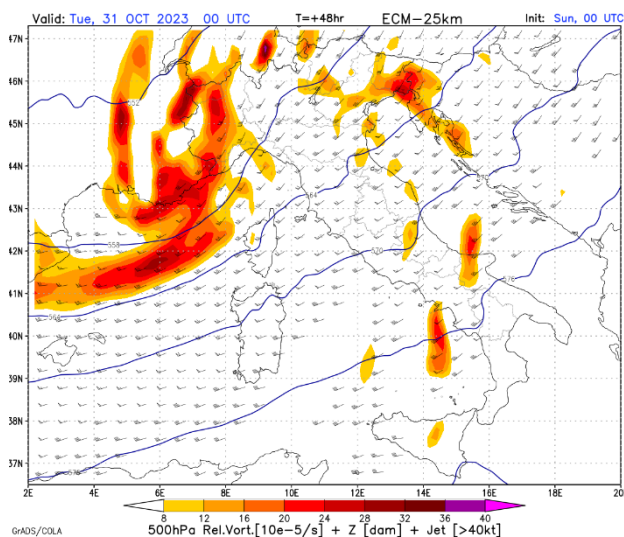 Valid: Tue, 31 OCT 2023 00 UTC T=+48hr ECM-25km Init: Sun, 00 UTC
47N
46N
45N
44N
43N
42N
41N
40N
39N
38N
37N
552
558
564
564
570
576
2E 4E 6E 8E 10E 12E 14E 16E 18E 20
8 12 16 20 24 28 32 36 40
500hPa Rel.Vort.[10e-5/s] + Z [dam] + Jet [>40kt]
GrADS/COLA